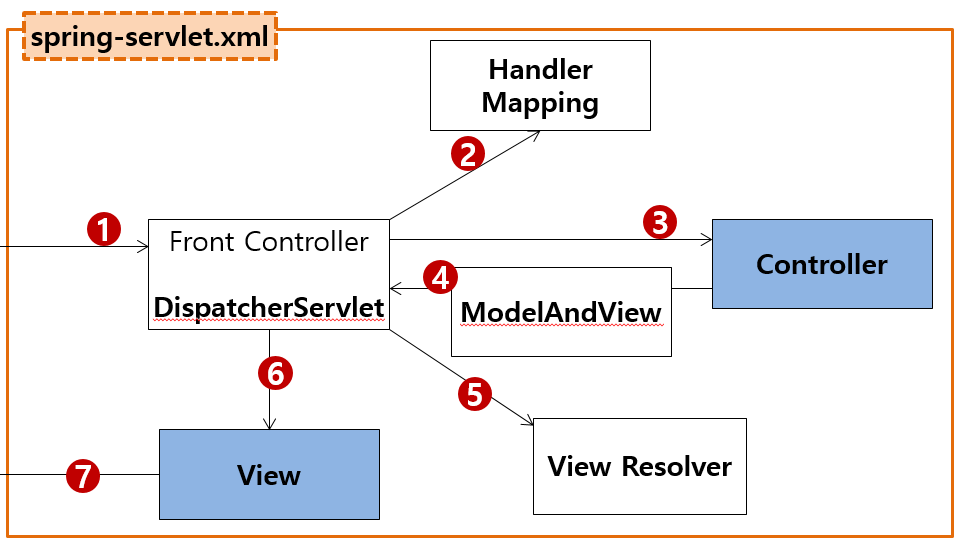 spring-servlet.xml
Handler
Mapping
2
1
3
Front Controller
Controller
4
DispatcherServlet
ModelAndView
6
5
View Resolver
View
7